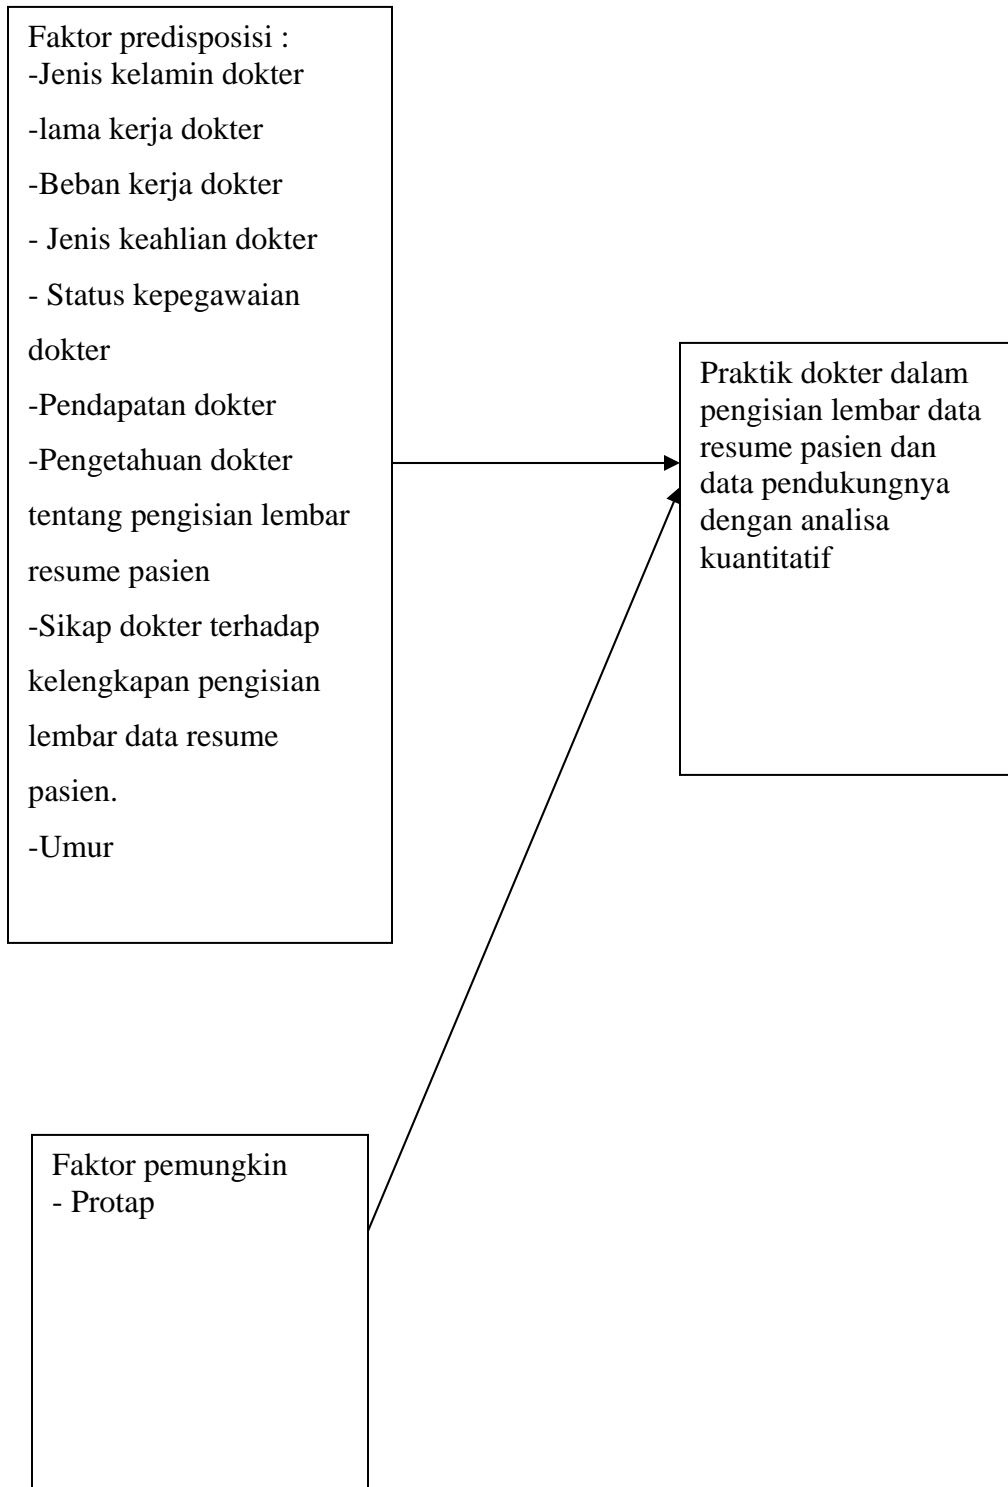 Faktor predisposisi :
-Jenis kelamin dokter
-lama kerja dokter
-Beban kerja dokter
- Jenis keahlian dokter
- Status kepegawaian
dokter
-Pendapatan dokter
-Pengetahuan dokter
tentang pengisian lembar
resume pasien
-Sikap dokter terhadap
kelengkapan pengisian
lembar data resume
pasien.
-Umur
Praktik dokter dalam
pengisian lembar data
resume pasien dan
data pendukungnya
dengan analisa
kuantitatif
Faktor pemungkin
- Protap